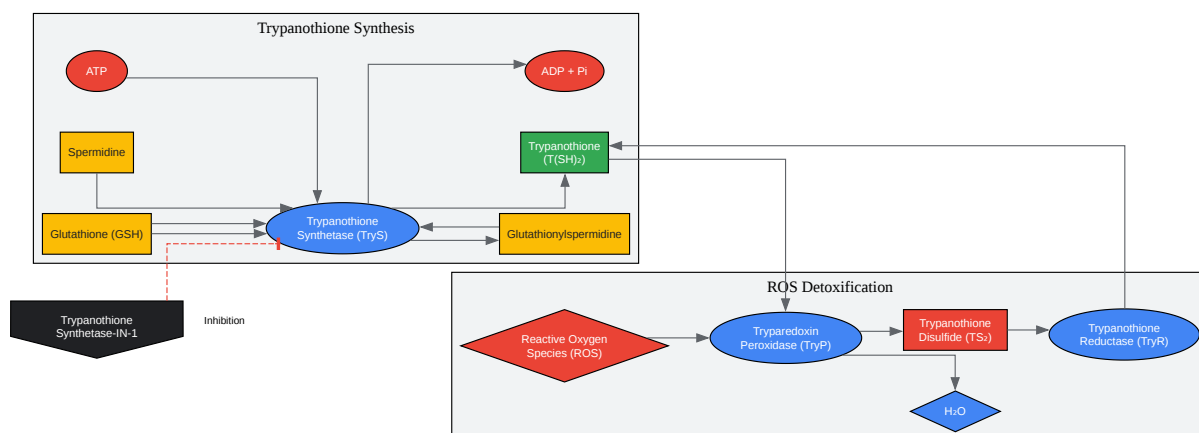 Trypanothione Synthesis
ATP
ADP + Pi
Spermidine
Trypanothione
(T(SH)₂)
Glutathione (GSH)
Trypanothione
Synthetase (TryS)
Glutathionylspermidine
Trypanothione
Synthetase-IN-1
Inhibition
ROS Detoxification
Reactive Oxygen
Species (ROS)
Tryparedoxin
Peroxidase (TryP)
Trypanothione
Disulfide (TS₂)
Trypanothione
Reductase (TryR)
H₂O